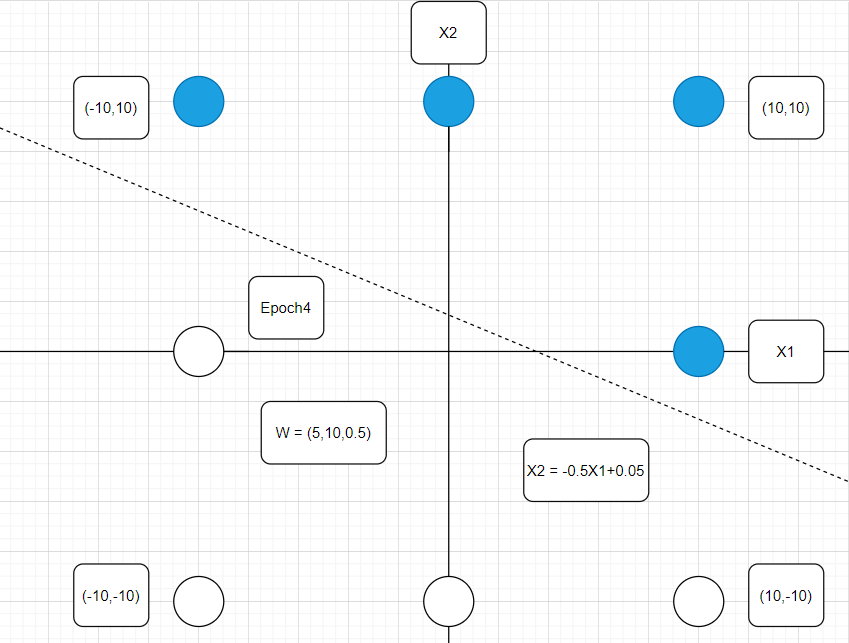 X2
(-10,10)
(10,10)
Epoch4
X1
W = (5,10,0.5)
X2 = -0.5X1+0.05
(-10,-10)
(10,-10)